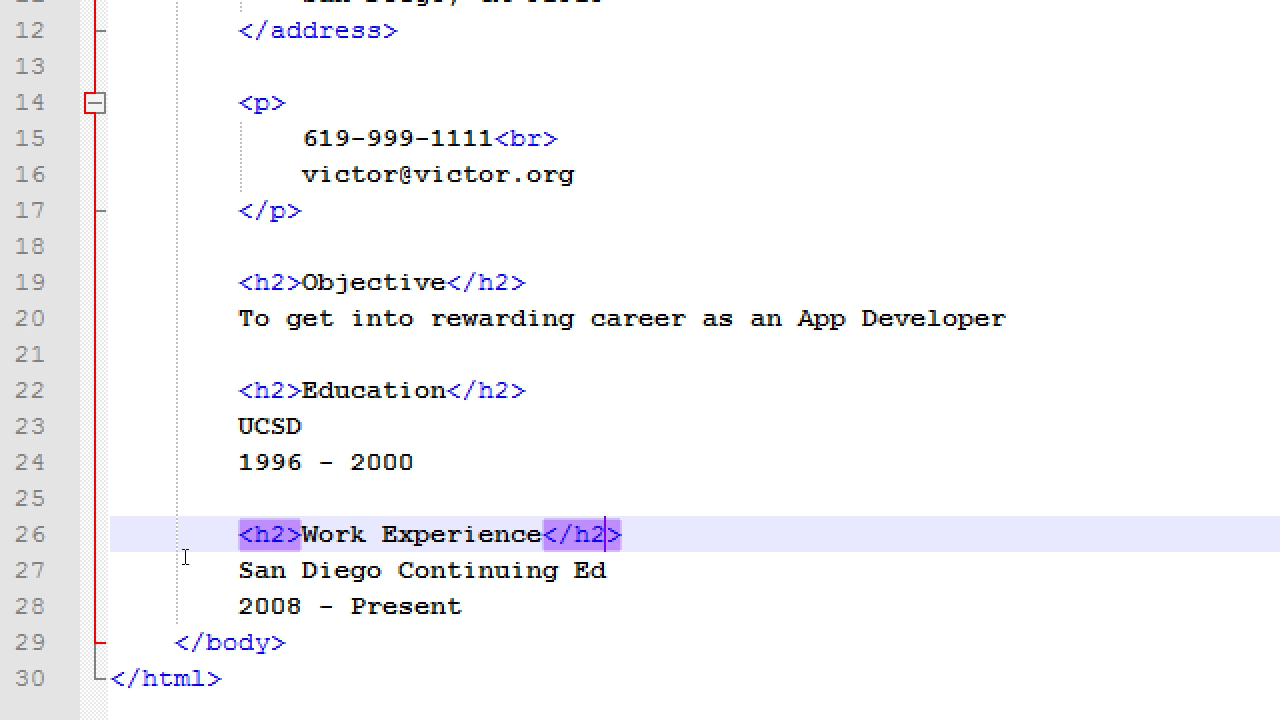 12 </address>
13
14 <p>
15 619-999-1111<br>
16 victor@victor.org
17 </p>
18
19 <h2>Objective</h2>
20 To get into rewarding career as an App Developer
21
22 <h2>Education</h2>
23 UCSD
24 1996 - 2000
25
26 <h2>Work Experience</h2>
27 San Diego Continuing Ed
28 2008 - Present
29 </body>
30 </html>